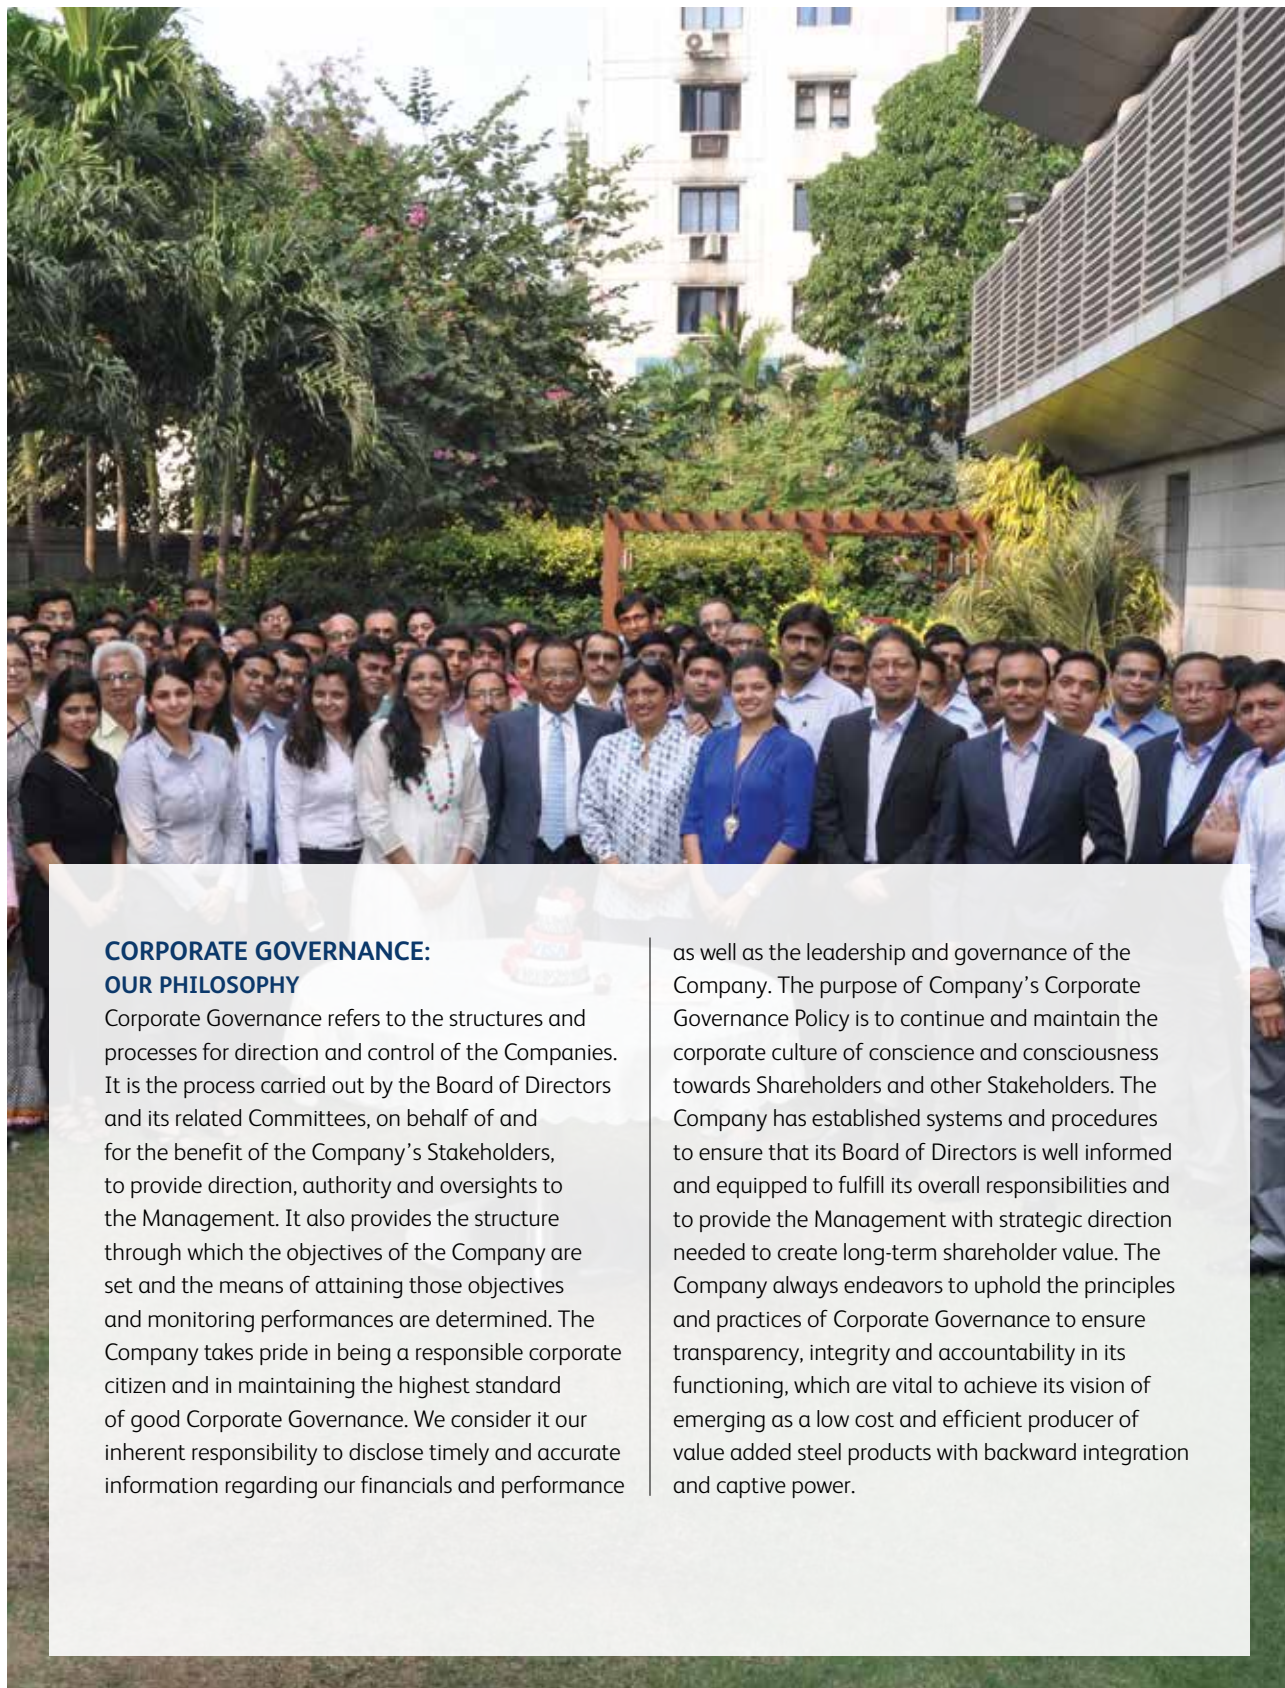 CORPORATE GOVERNANCE:
OUR PHILOSOPHY
Corporate Governance refers to the structures and
processes for direction and control of the Companies.
It is the process carried out by the Board of Directors
and its related Committees, on behalf of and
for the benefit of the Company’s Stakeholders,
to provide direction, authority and oversights to
the Management. It also provides the structure
through which the objectives of the Company are
set and the means of attaining those objectives
and monitoring performances are determined. The
Company takes pride in being a responsible corporate
citizen and in maintaining the highest standard
of good Corporate Governance. We consider it our
inherent responsibility to disclose timely and accurate
information regarding our financials and performance
as well as the leadership and governance of the
Company. The purpose of Company’s Corporate
Governance Policy is to continue and maintain the
corporate culture of conscience and consciousness
towards Shareholders and other Stakeholders. The
Company has established systems and procedures
to ensure that its Board of Directors is well informed
and equipped to fulfill its overall responsibilities and
to provide the Management with strategic direction
needed to create long-term shareholder value. The
Company always endeavors to uphold the principles
and practices of Corporate Governance to ensure
transparency, integrity and accountability in its
functioning, which are vital to achieve its vision of
emerging as a low cost and efficient producer of
value added steel products with backward integration
and captive power.